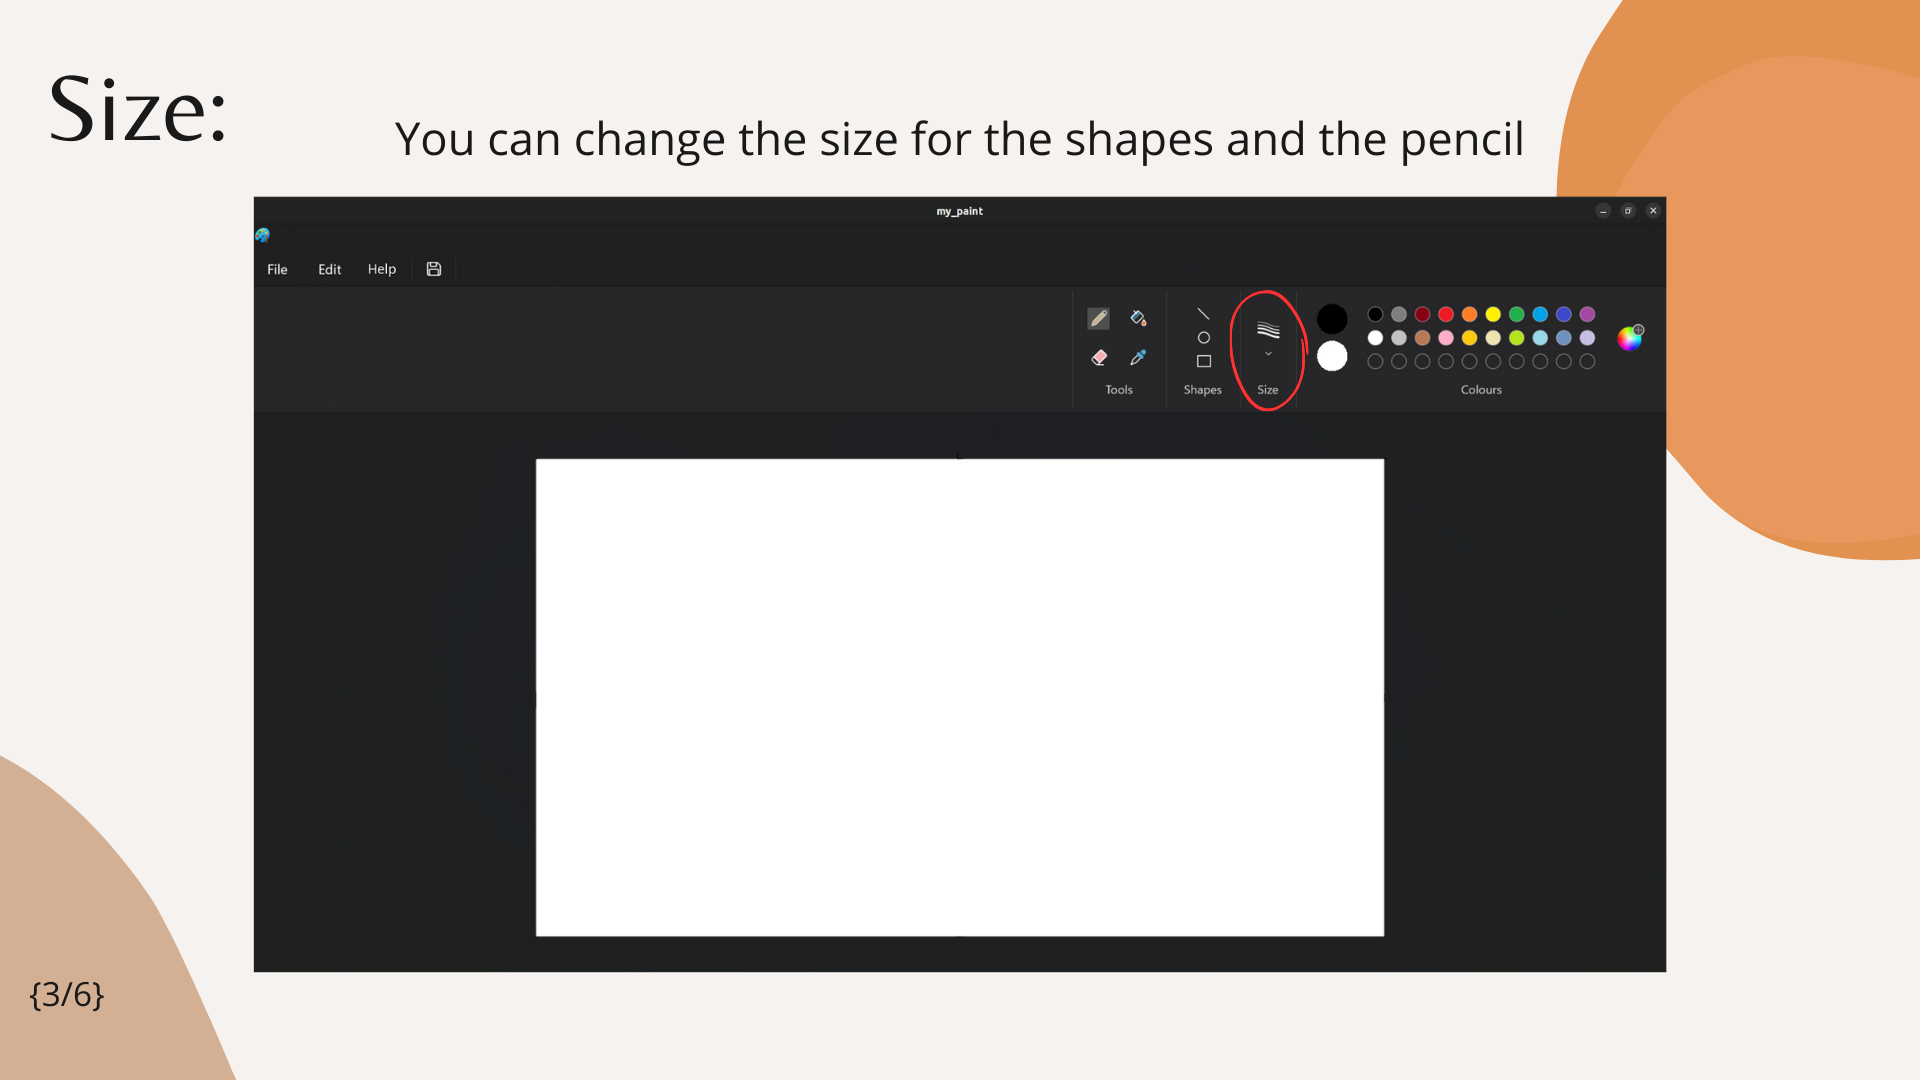 Size:
You can change the size for the shapes and the pencil
my_paint
File Edit Help
Tools Shapes Size Colours
{3/6}